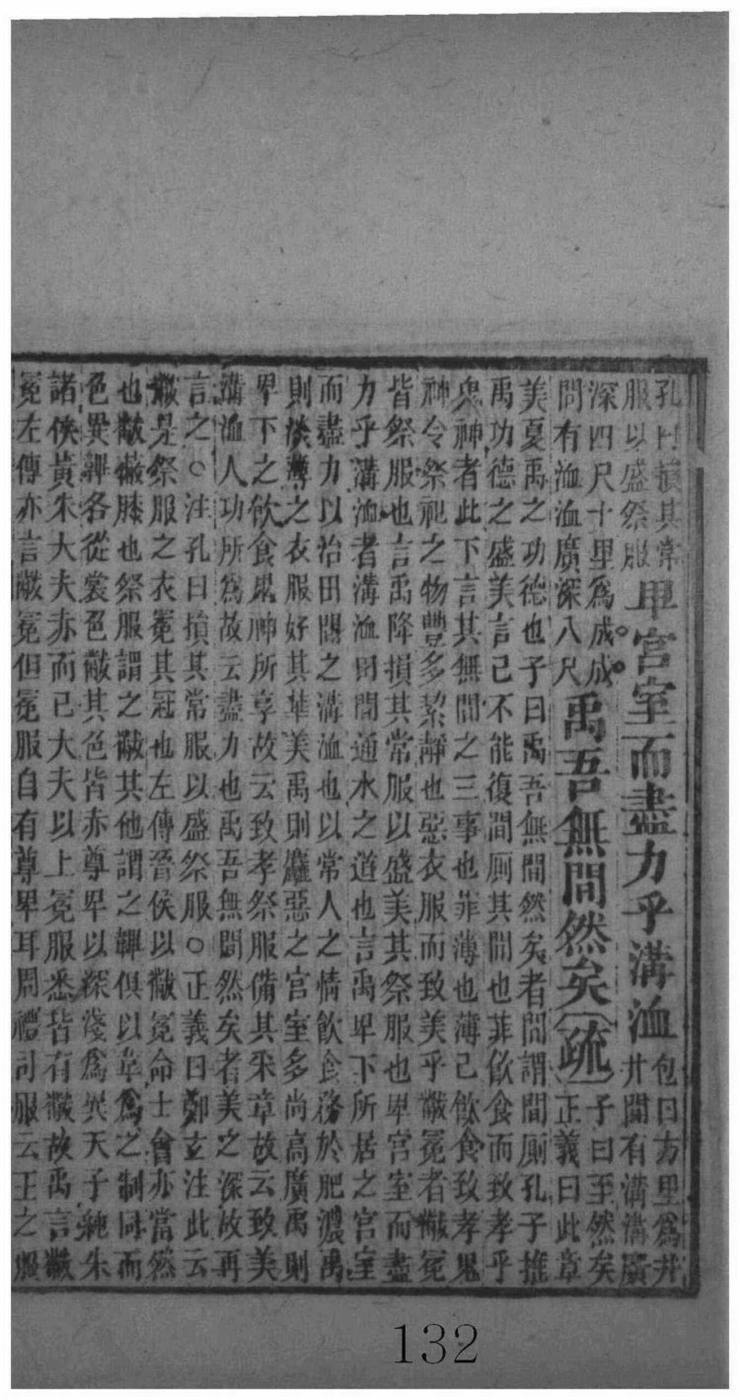 孔曰損其常
服以盛祭服
卑宮室而盡力乎溝洫
包曰方里爲井
井間有溝溝廣
深四尺十里爲成成
間有洫洫廣深八尺
禹吾無間然矣
疏
子曰至然矣
正義曰此章
美夏禹之功德也子曰禹吾無間然矣者間謂間厠孔子推
禹功德之盛美言己不能復間厠其間也菲飲食而致孝乎
鬼神者此下言其無間之三事也菲薄也薄己飲食致孝鬼
神令祭祀之物豐多絜靜也惡衣服而致美乎黻冕者黻冕
皆祭服也言禹降損其常服以盛美其祭服也卑宮室而盡
力乎溝洫者溝洫田間通水之道也言禹卑下所居之宮室
而盡力以治田間之溝洫也以常人之情飲食務於肥濃禹
則淡薄之衣服好其華美禹則麤惡之宮室多尚高廣禹則
卑下之飲食鬼神所享故云致孝祭服備其采章故云致美
溝洫人功所爲故云盡力也禹吾無間然矣者美之深故再
言之○注孔曰損其常服以盛祭服○正義曰鄭玄注此云
黻是祭服之衣冕其冠也左傳晉侯以黻冕命士會亦當然
也黻蔽膝也祭服謂之黻其他謂之韠俱以韋爲之制同而
色異韠各從裳色黻其色皆赤尊卑以深淺爲異天子純朱
諸侯黃朱大夫赤而已大夫以上冕服悉皆有黻故禹言黻
冕左傳亦言黻冕但冕服自有尊卑耳周禮司服云王之服
132